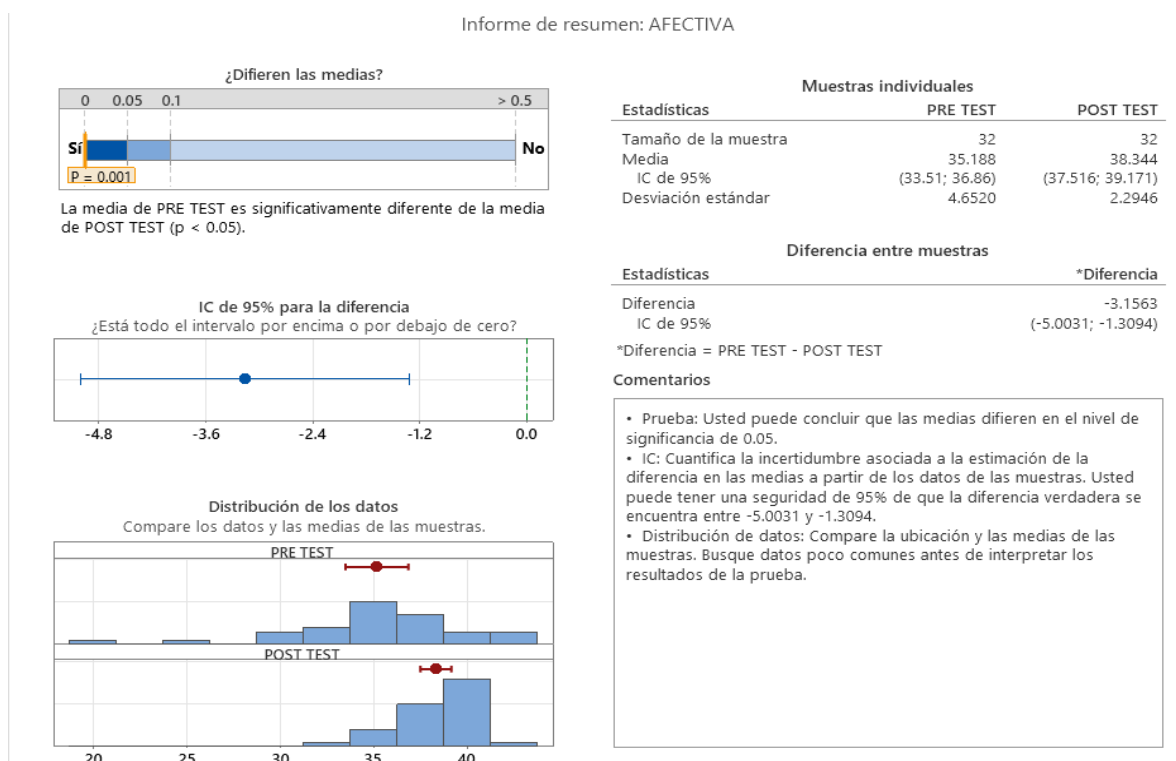 Informe de resumen: AFECTIVA
¿Difieren las medias?
0 0.05 0.1 > 0.5
Sí No
P = 0.001
La media de PRE TEST es significativamente diferente de la media
de POST TEST (p < 0.05).
IC de 95% para la diferencia
¿Está todo el intervalo por encima o por debajo de cero?
-4.8 -3.6 -2.4 -1.2 0.0
Distribución de los datos
Compare los datos y las medias de las muestras.
PRE TEST
POST TEST
20 25 30 35 40
Muestras individuales
Estadísticas PRE TEST POST TEST
Tamaño de la muestra 32 32
Media 35.188 38.344
IC de 95% (33.51; 36.86) (37.516; 39.171)
Desviación estándar 4.6520 2.2946
Diferencia entre muestras
Estadísticas *Diferencia
Diferencia -3.1563
IC de 95% (-5.0031; -1.3094)
*Diferencia = PRE TEST - POST TEST
Comentarios
• Prueba: Usted puede concluir que las medias difieren en el nivel de
significancia de 0.05.
• IC: Cuantifica la incertidumbre asociada a la estimación de la
diferencia en las medias a partir de los datos de las muestras. Usted
puede tener una seguridad de 95% de que la diferencia verdadera se
encuentra entre -5.0031 y -1.3094.
• Distribución de datos: Compare la ubicación y las medias de las
muestras. Busque datos poco comunes antes de interpretar los
resultados de la prueba.